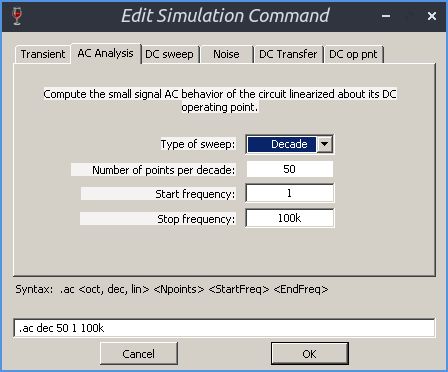 Edit Simulation Command
Transient AC Analysis DC sweep Noise DC Transfer DC op pnt
Compute the small signal AC behavior of the circuit linearized about its DC
operating point.
Type of sweep: Decade
Number of points per decade: 50
Start frequency: 1
Stop frequency: 100k
Syntax: .ac <oct, dec, lin> <Npoints> <StartFreq> <EndFreq>
.ac dec 50 1 100k
Cancel OK